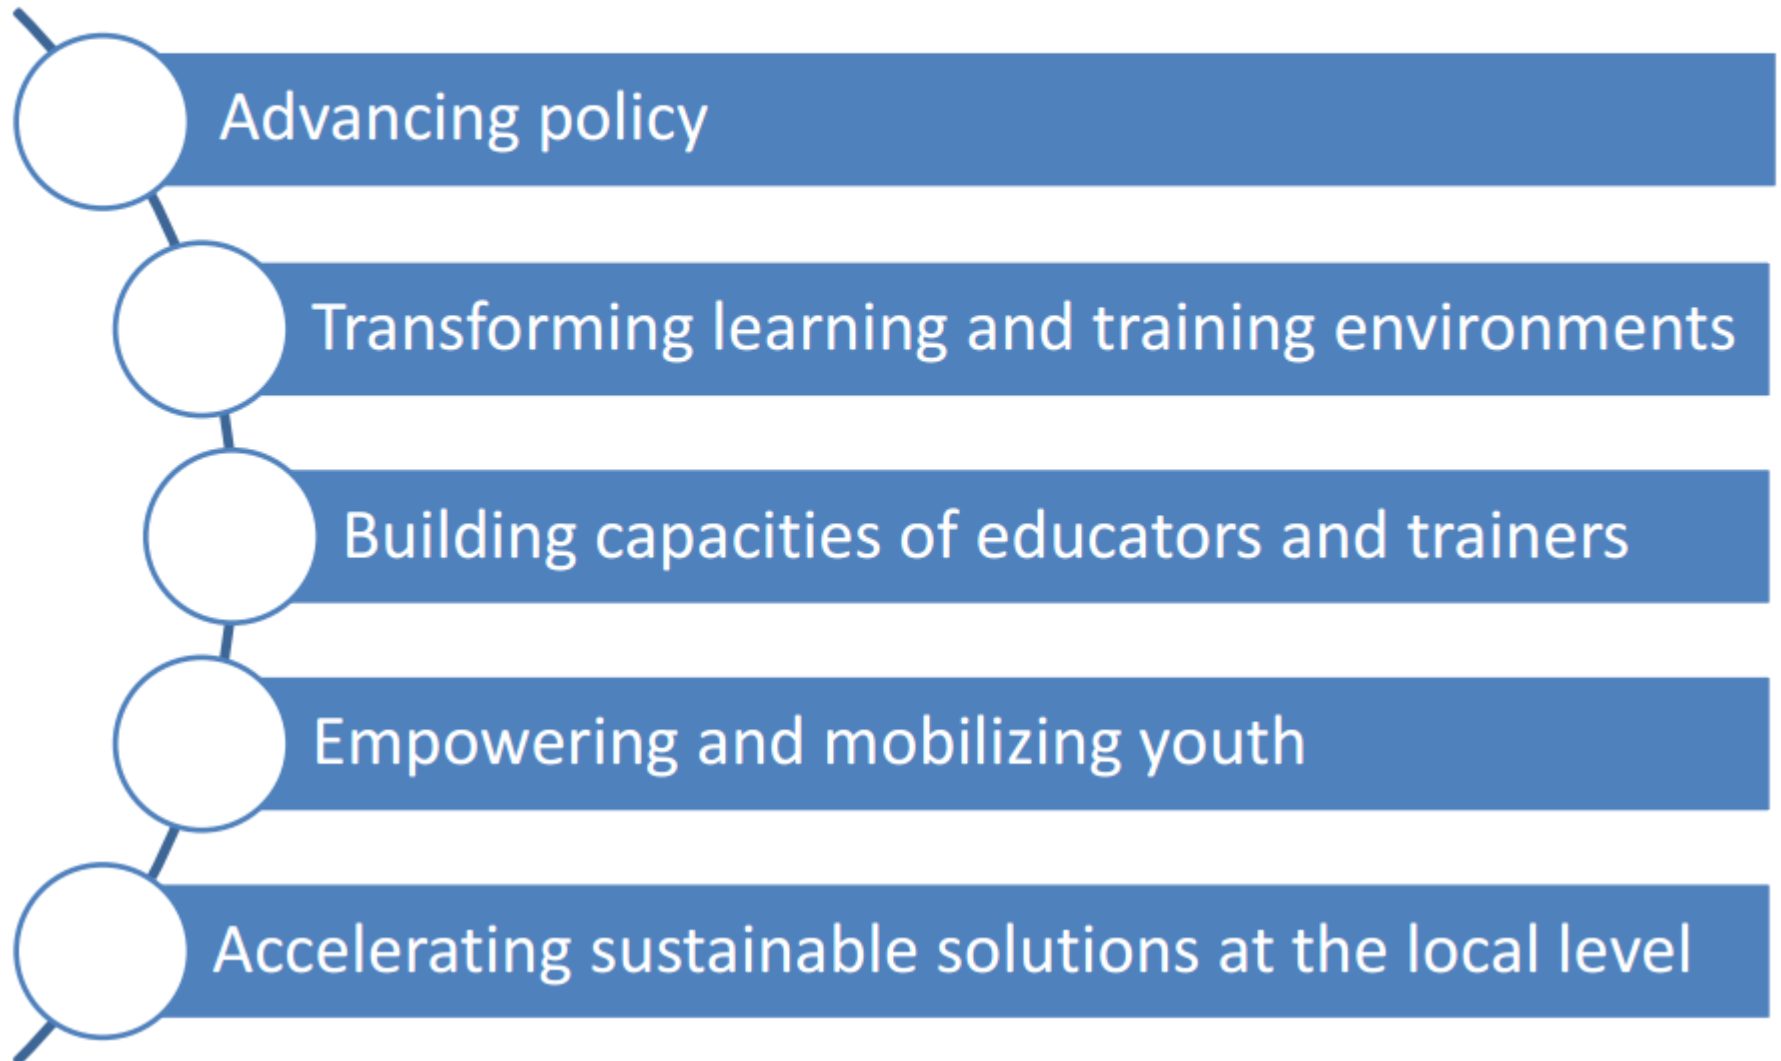 Advancing policy
Transforming learning and training environments
Building capacities of educators and trainers
Empowering and mobilizing youth
Accelerating sustainable solutions at the local level